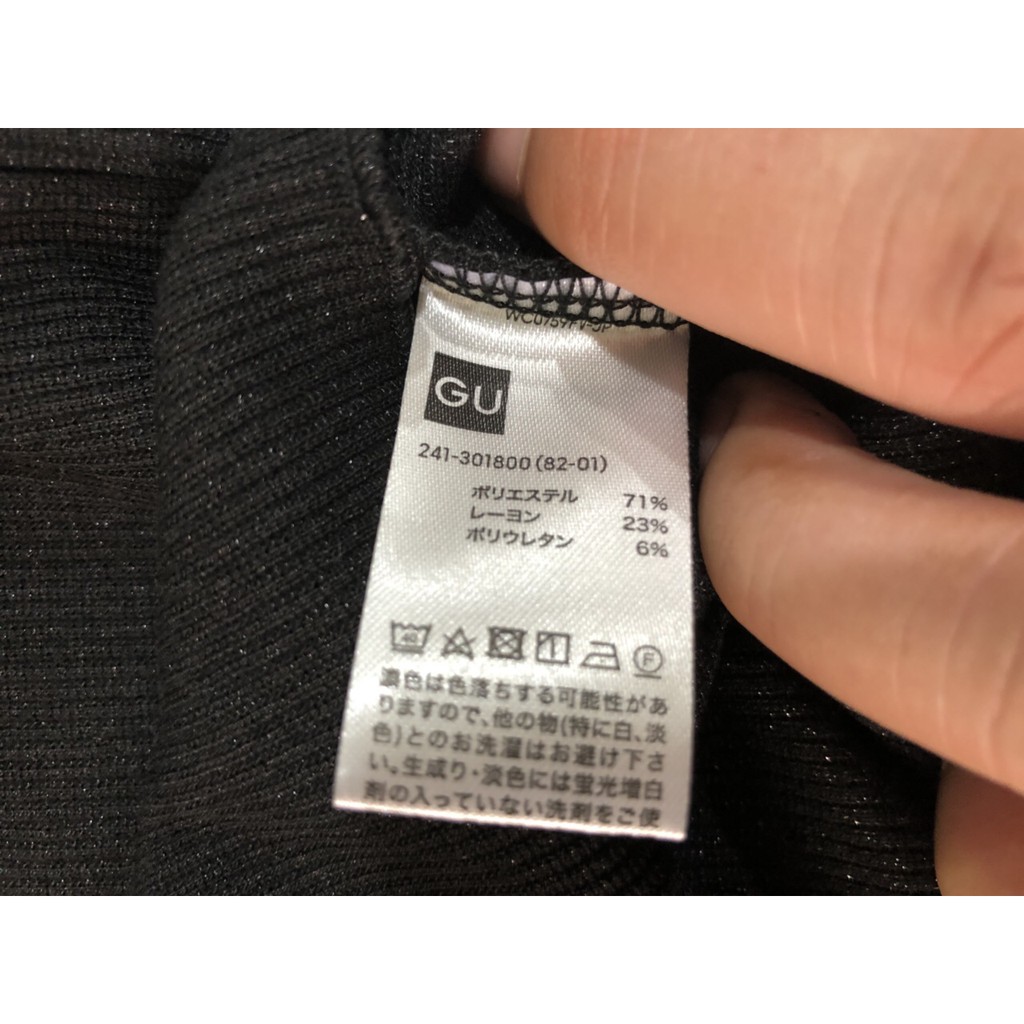 GU
241-301800(82-01)
ポリエステル 71%
レーヨン 23%
ポリウレタン 6%
40
F
濃色は色落ちする可能性があ
りますので、他の物(特に白、淡
色)とのお洗濯はお避け下さ
い。生成り・淡色には蛍光増白
剤の入っていない洗剤をご使